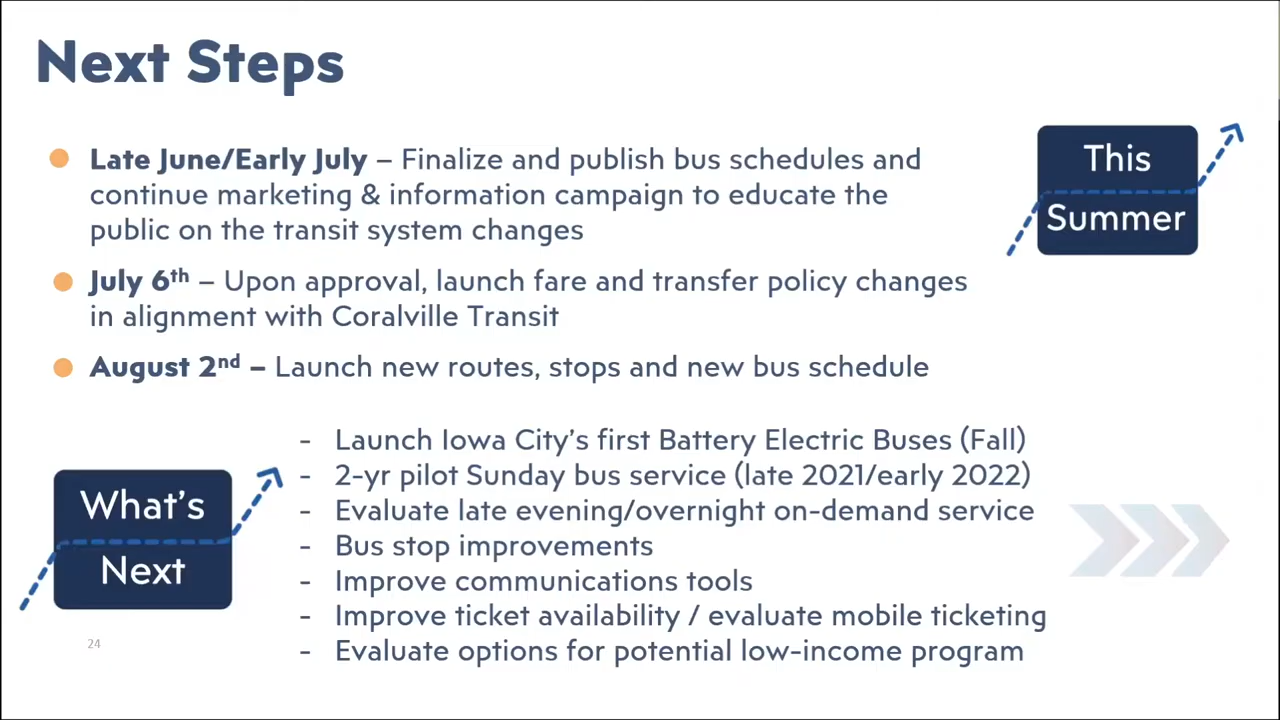 Next Steps
Late June/Early July – Finalize and publish bus schedules and
continue marketing & information campaign to educate the
public on the transit system changes
July 6th – Upon approval, launch fare and transfer policy changes
in alignment with Coralville Transit
August 2nd – Launch new routes, stops and new bus schedule
This
Summer
What's
Next
- Launch Iowa City's first Battery Electric Buses (Fall)
- 2-yr pilot Sunday bus service (late 2021/early 2022)
- Evaluate late evening/overnight on-demand service
- Bus stop improvements
- Improve communications tools
- Improve ticket availability / evaluate mobile ticketing
- Evaluate options for potential low-income program
24